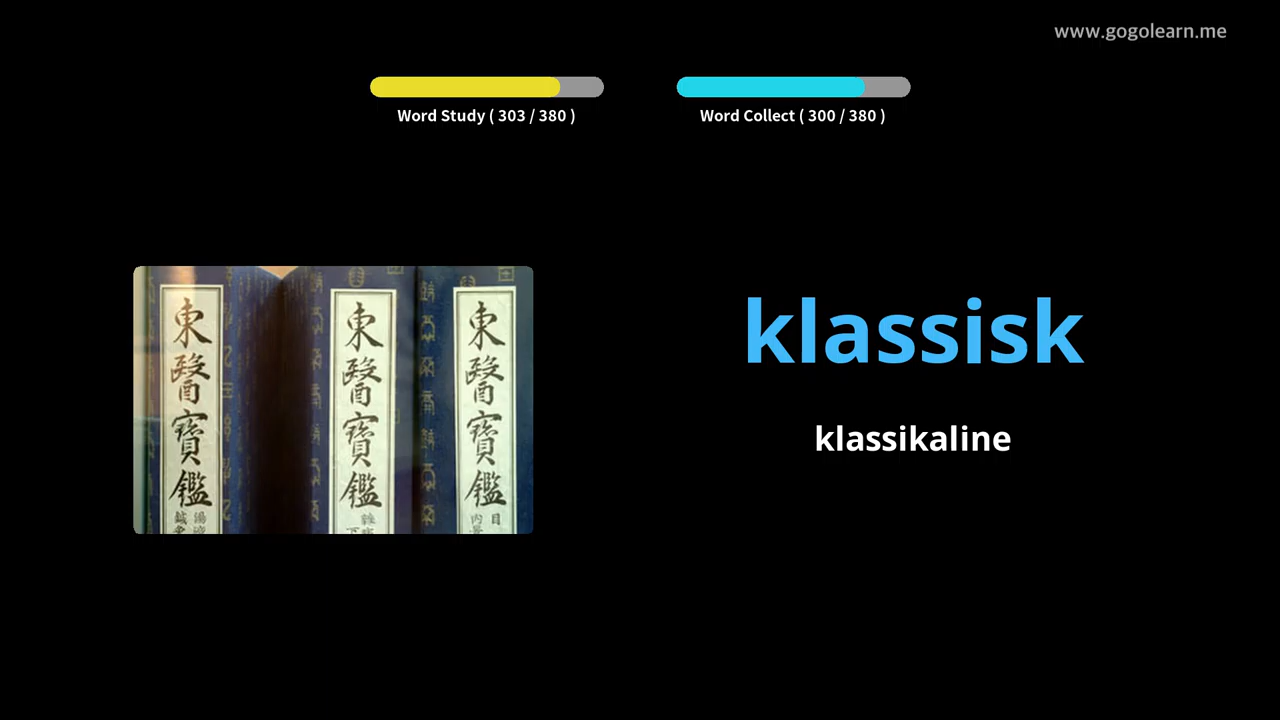 www.gogolearn.me
Word Study ( 303 / 380 )
Word Collect ( 300 / 380 )
東醫寶鑑
東醫寶鑑
東醫寶鑑
klassisk
klassikaline